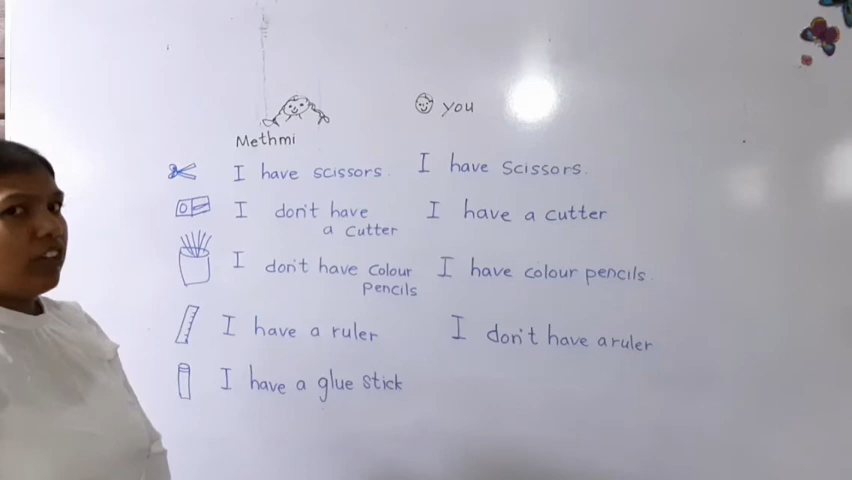 you
Methmi
I have scissors. I have scissors.
I don't have I have a cutter
a cutter
I don't have colour I have colour pencils.
pencils
I have a ruler I don't have a ruler
I have a glue stick